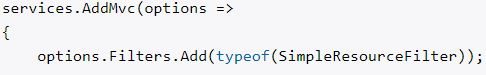 services.AddMvc(options =>
{
    options.Filters.Add(typeof(SimpleResourceFilter));